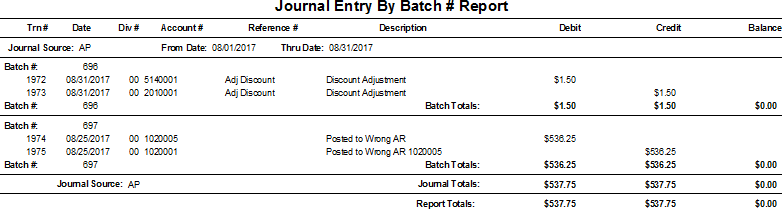 Journal Entry By Batch # Report
Trn # Date Div # Account # Reference # Description Debit Credit Balance
Journal Source: AP From Date: 08/01/2017 Thru Date: 08/31/2017
Batch #: 696
1972 08/31/2017 00 5140001 Adj Discount Discount Adjustment $1.50
1973 08/31/2017 00 2010001 Adj Discount Discount Adjustment $1.50
Batch #: 696 Batch Totals: $1.50 $1.50 $0.00
Batch #: 697
1974 08/25/2017 00 1020005 Posted to Wrong AR $536.25
1975 08/25/2017 00 1020001 Posted to Wrong AR 1020005 $536.25
Batch #: 697 Batch Totals: $536.25 $536.25 $0.00
Journal Source: AP Journal Totals: $537.75 $537.75 $0.00
Report Totals: $537.75 $537.75 $0.00